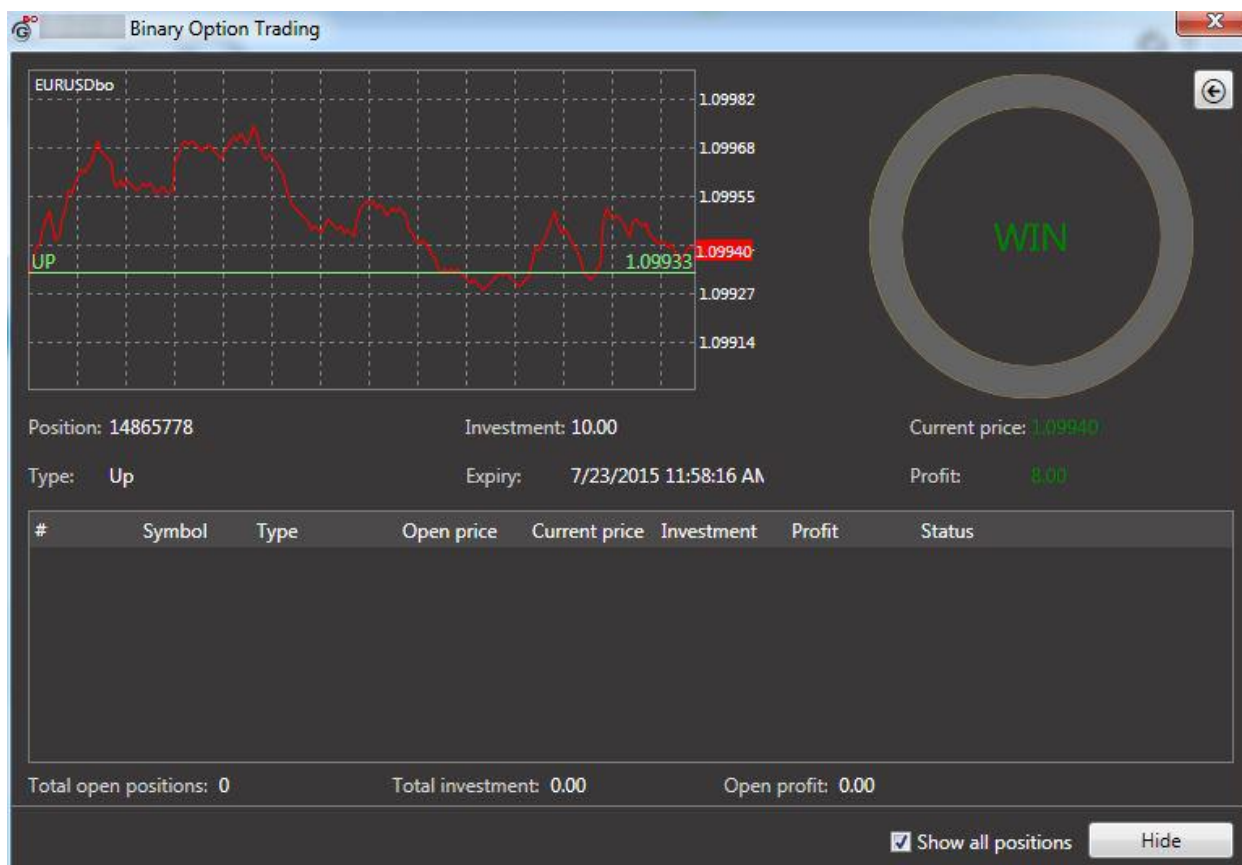 Binary Option Trading
EURUSDbo
1.09982
1.09968
1.09955
UP 1.09933 1.09940
1.09927
1.09914
WIN
Position: 14865778 Investment: 10.00 Current price: 1.09940
Type: Up Expiry: 7/23/2015 11:58:16 AM Profit: 8.00
# Symbol Type Open price Current price Investment Profit Status
Total open positions: 0 Total investment: 0.00 Open profit: 0.00
Show all positions Hide